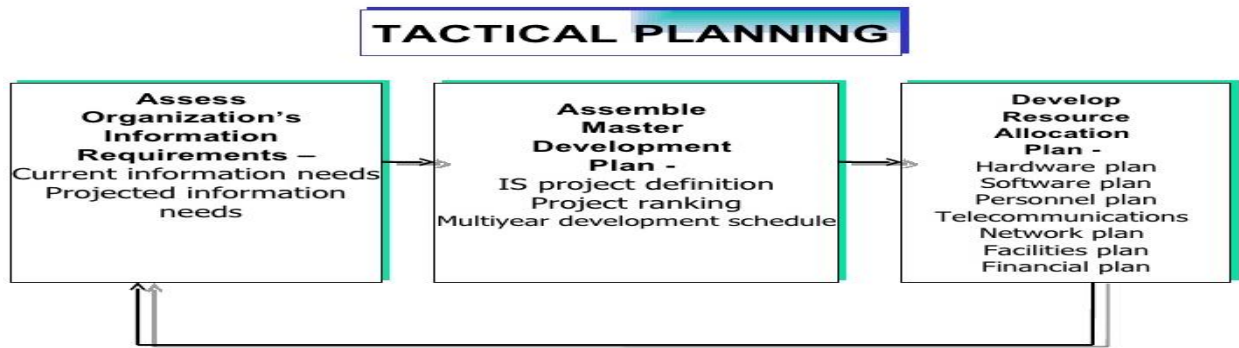 TACTICAL PLANNING
Assess
Organization’s
Information
Requirements –
Current information needs
Projected information
needs
Assemble
Master
Development
Plan -
IS project definition
Project ranking
Multiyear development schedule
Develop
Resource
Allocation
Plan -
Hardware plan
Software plan
Personnel plan
Telecommunications
Network plan
Facilities plan
Financial plan